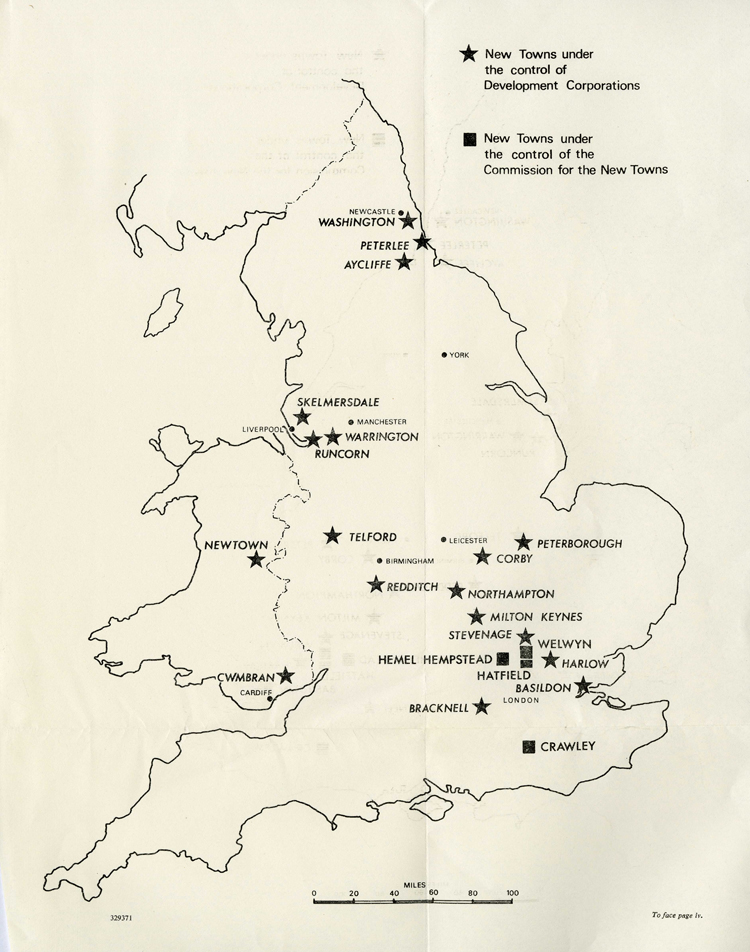 New Towns under
the control of
Development Corporations
New Towns under
the control of the
Commission for the New Towns
NEWCASTLE
WASHINGTON
PETERLEE
AYCLIFFE
YORK
SKELMERSDALE
MANCHESTER
LIVERPOOL
WARRINGTON
RUNCORN
TELFORD
LEICESTER
PETERBOROUGH
NEWTOWN
BIRMINGHAM
CORBY
REDDITCH
NORTHAMPTON
MILTON KEYNES
STEVENAGE
WELWYN
HEMEL HEMPSTEAD
HARLOW
HATFIELD
CWMBRAN
BASILDON
CARDIFF
LONDON
BRACKNELL
CRAWLEY
MILES
0 20 40 60 80 100
329371
To face page lv.